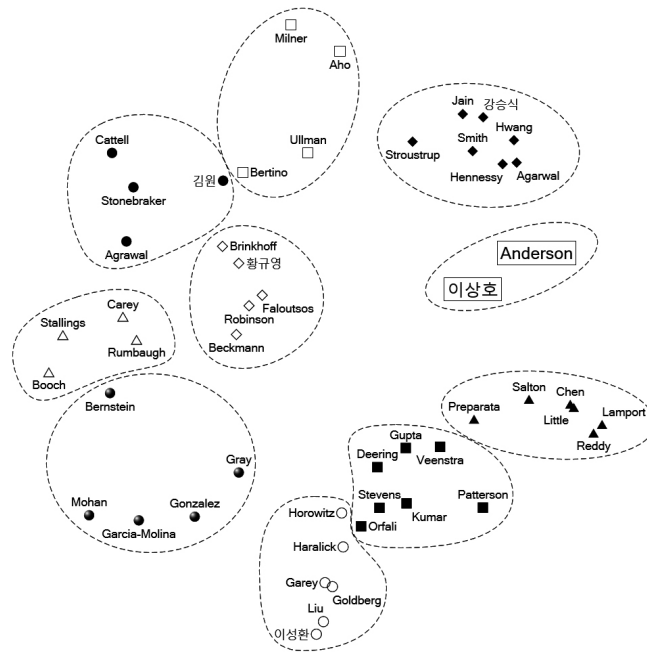 Milner
Aho
Ullman
Bertino
Jain
강승식
Hwang
Smith
Stroustrup
Hennessy
Agarwal
Cattell
김원
Stonebraker
Agrawal
Anderson
이상호
Brinkhoff
황규영
Faloutsos
Robinson
Beckmann
Carey
Stallings
Rumbaugh
Booch
Bernstein
Gray
Mohan
Gonzalez
Garcia-Molina
Salton
Chen
Preparata
Little
Lamport
Reddy
Gupta
Deering
Veenstra
Stevens
Patterson
Kumar
Orfali
Horowitz
Haralick
Garey
Goldberg
Liu
이성환